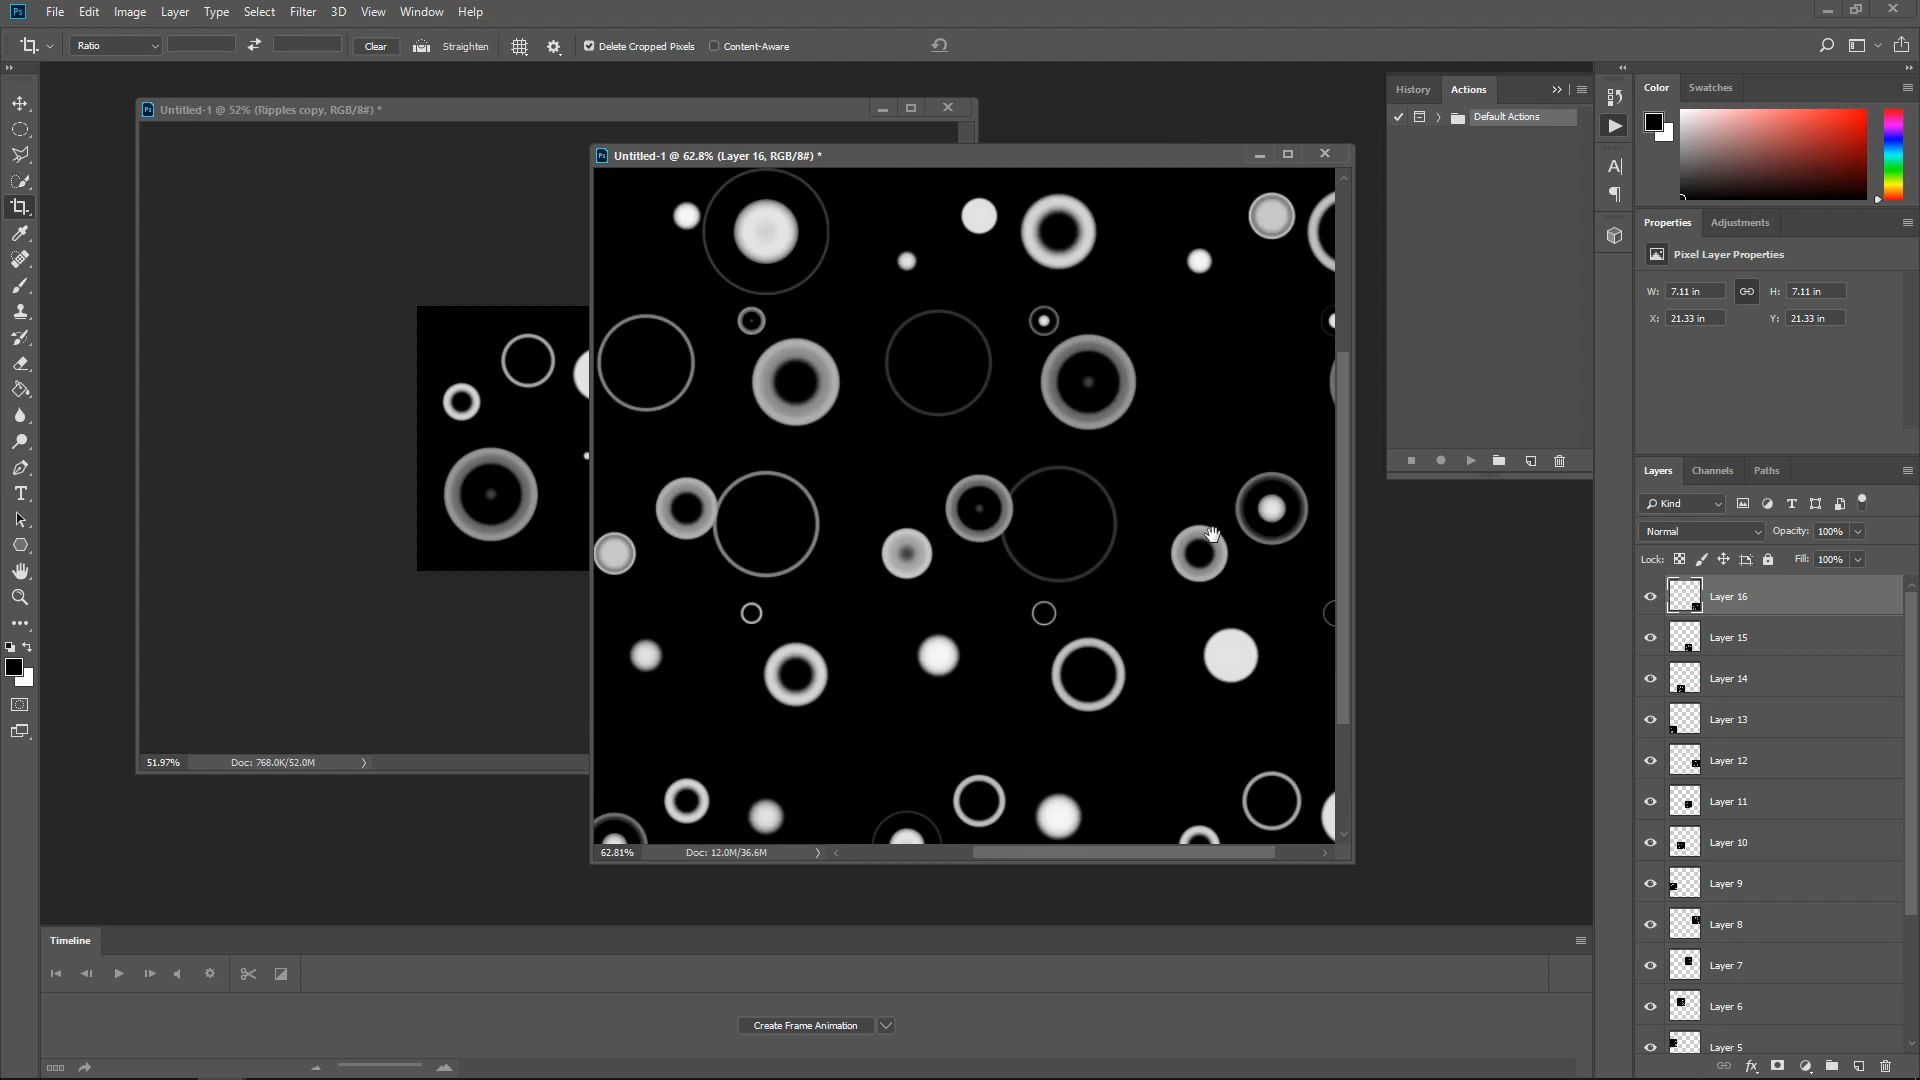 Ps File Edit Image Layer Type Select Filter 3D View Window Help
Ratio Clear Straighten Delete Cropped Pixels Content-Aware
History Actions
Default Actions
Color Swatches
Untitled-1 @ 52% (Ripples copy, RGB/8#) *
Untitled-1 @ 62.8% (Layer 16, RGB/8#) *
Properties Adjustments
Pixel Layer Properties
W: 7.11 in H: 7.11 in
X: 21.33 in Y: 21.33 in
Layers Channels Paths
Kind
Normal Opacity: 100%
Lock: Fill: 100%
Layer 16
Layer 15
Layer 14
Layer 13
Layer 12
Layer 11
Layer 10
Layer 9
Layer 8
Layer 7
Layer 6
Layer 5
51.97% Doc: 768.0K/52.0M
62.81% Doc: 12.0M/36.6M
Timeline
Create Frame Animation